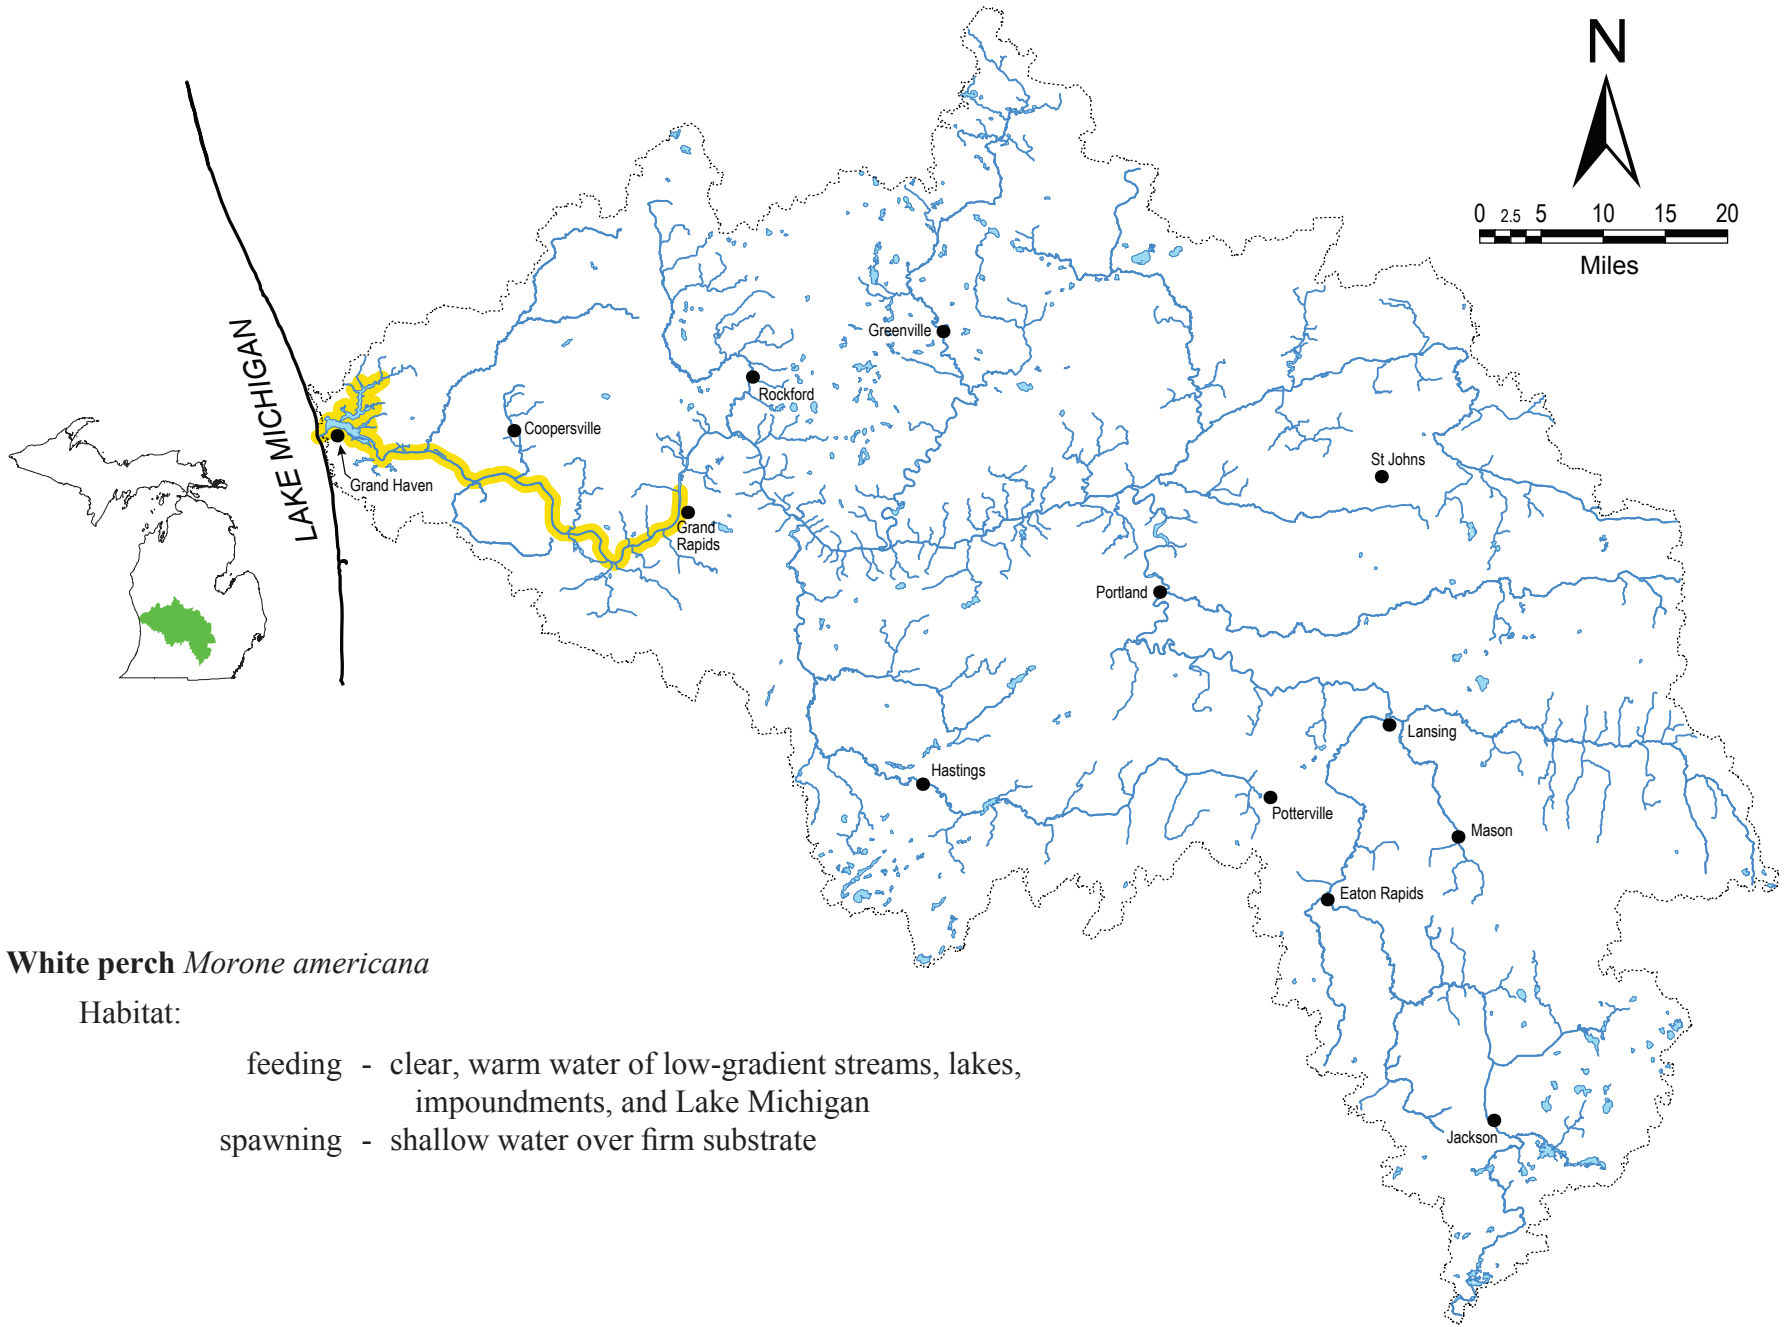 N
0 2.5 5 10 15 20
Miles
LAKE MICHIGAN
Greenville
Rockford
Coopersville
St Johns
Grand Haven
Grand
Rapids
Portland
Lansing
Hastings
Potterville
Mason
Eaton Rapids
Jackson
White perch Morone americana
Habitat:
feeding - clear, warm water of low-gradient streams, lakes,
impoundments, and Lake Michigan
spawning - shallow water over firm substrate